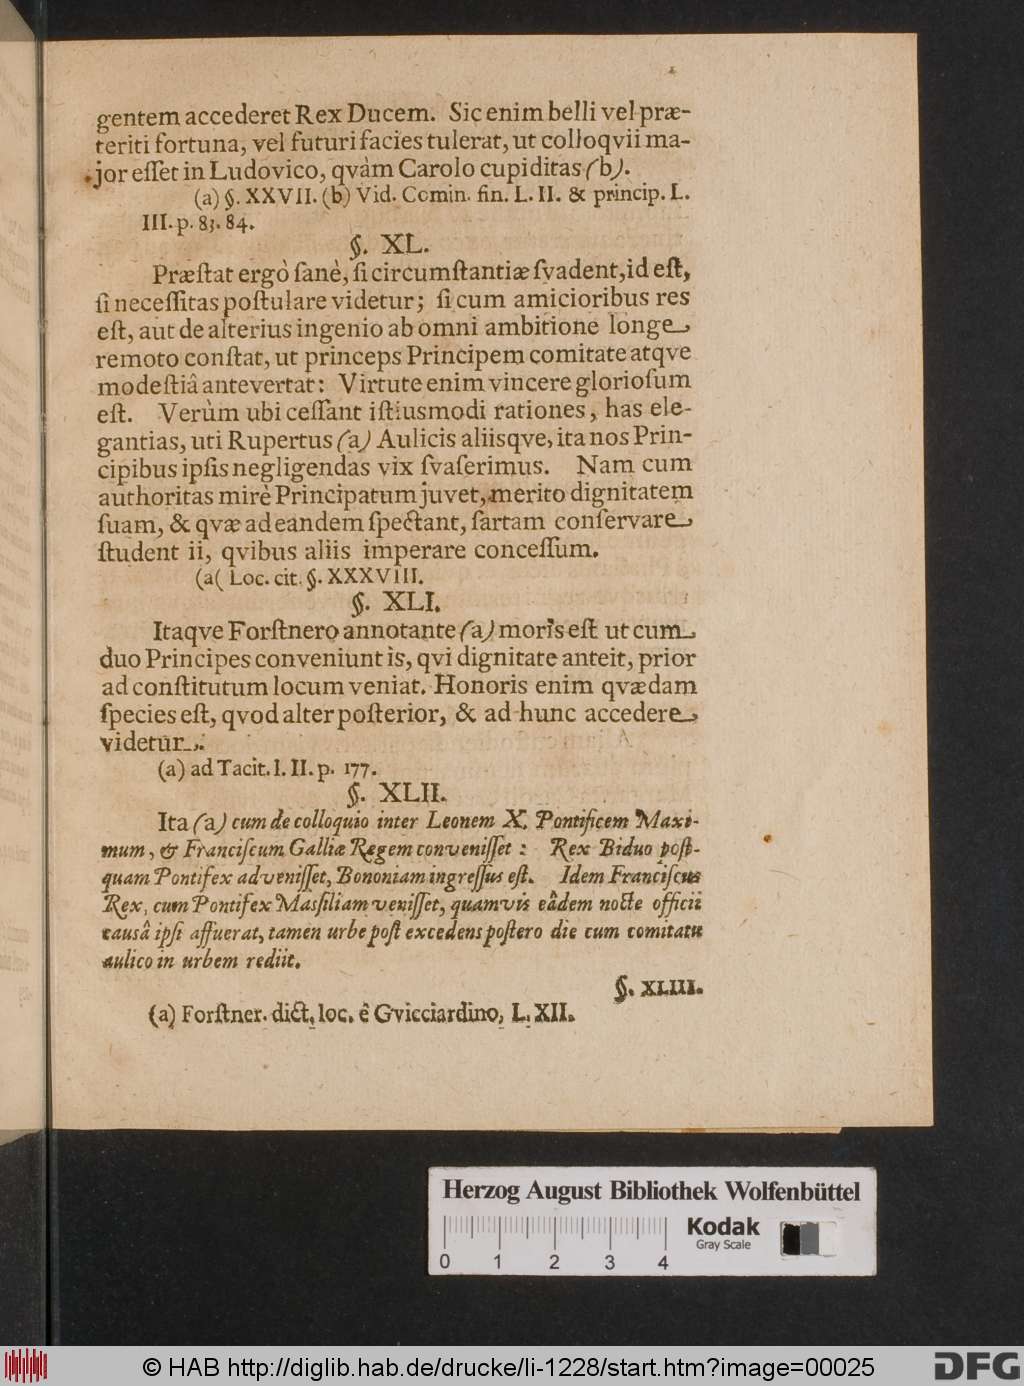 gentem accederet Rex Ducem. Sic enim belli vel præ-
teriti fortuna, vel futuri facies tulerat, ut colloqvii ma-
jor eſſet in Ludovico, qvàm Carolo cupiditas (b).
(a) §. XXVII. (b) Vid. Comin. fin. L. II. & princip. L.
III. p. 83. 84.
§. XL.
Præſtat ergò ſanè, ſi circumſtantiæ ſvadent, id eſt,
ſi neceſſitas poſtulare videtur; ſi cum amicioribus res
eſt, aut de alterius ingenio ab omni ambitione longe
remoto conſtat, ut princeps Principem comitate atqve
modeſtiâ antevertat: Virtute enim vincere glorioſum
eſt. Verùm ubi ceſſant iſtiusmodi rationes, has ele-
gantias, uti Rupertus (a) Aulicis aliisqve, ita nos Prin-
cipibus ipſis negligendas vix ſvaſerimus. Nam cum
authoritas mirè Principatum juvet, merito dignitatem
ſuam, & qvæ ad eandem ſpectant, ſartam conſervare
ſtudent ii, qvibus aliis imperare conceſſum.
(a( Loc. cit. §. XXXVIII.
§. XLI.
Itaqve Forſtnero annotante (a) moris eſt ut cum
duo Principes conveniunt is, qvi dignitate anteit, prior
ad conſtitutum locum veniat. Honoris enim qvædam
ſpecies eſt, qvod alter poſterior, & ad hunc accedere
videtur.
(a) ad Tacit. l. II. p. 177.
§. XLII.
Ita (a) cum de colloquio inter Leonem X. Pontificem Maxi-
mum, & Franciſcum Galliæ Regem conveniſſet: Rex Biduo poſt-
quam Pontifex adveniſſet, Bononiam ingreſſus eſt. Idem Franciſcus
Rex, cum Pontifex Maſſiliam veniſſet, quamvis eâdem nocte officii
causâ ipſi affuerat, tamen urbe poſt excedens poſtero die cum comitatu
aulico in urbem rediit.
§. XLIII.
(a) Forſtner. dict. loc. ê Gvicciardino, L. XII.
Herzog August Bibliothek Wolfenbüttel
Kodak
Gray Scale
0 1 2 3 4
© HAB http://diglib.hab.de/drucke/li-1228/start.htm?image=00025
DFG